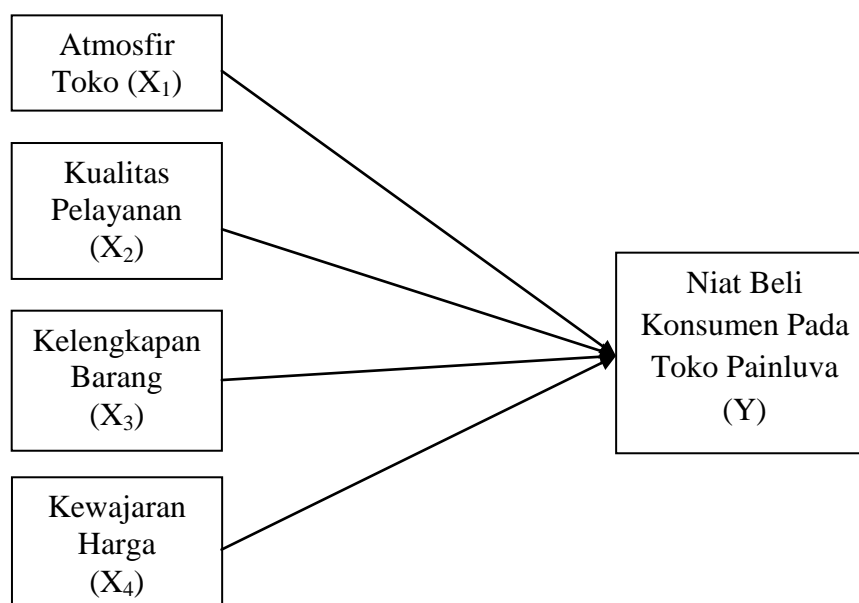 Atmosfir
Toko (X₁)
Kualitas
Pelayanan
(X₂)
Kelengkapan
Barang
(X₃)
Kewajaran
Harga
(X₄)
Niat Beli
Konsumen Pada
Toko Painluva
(Y)